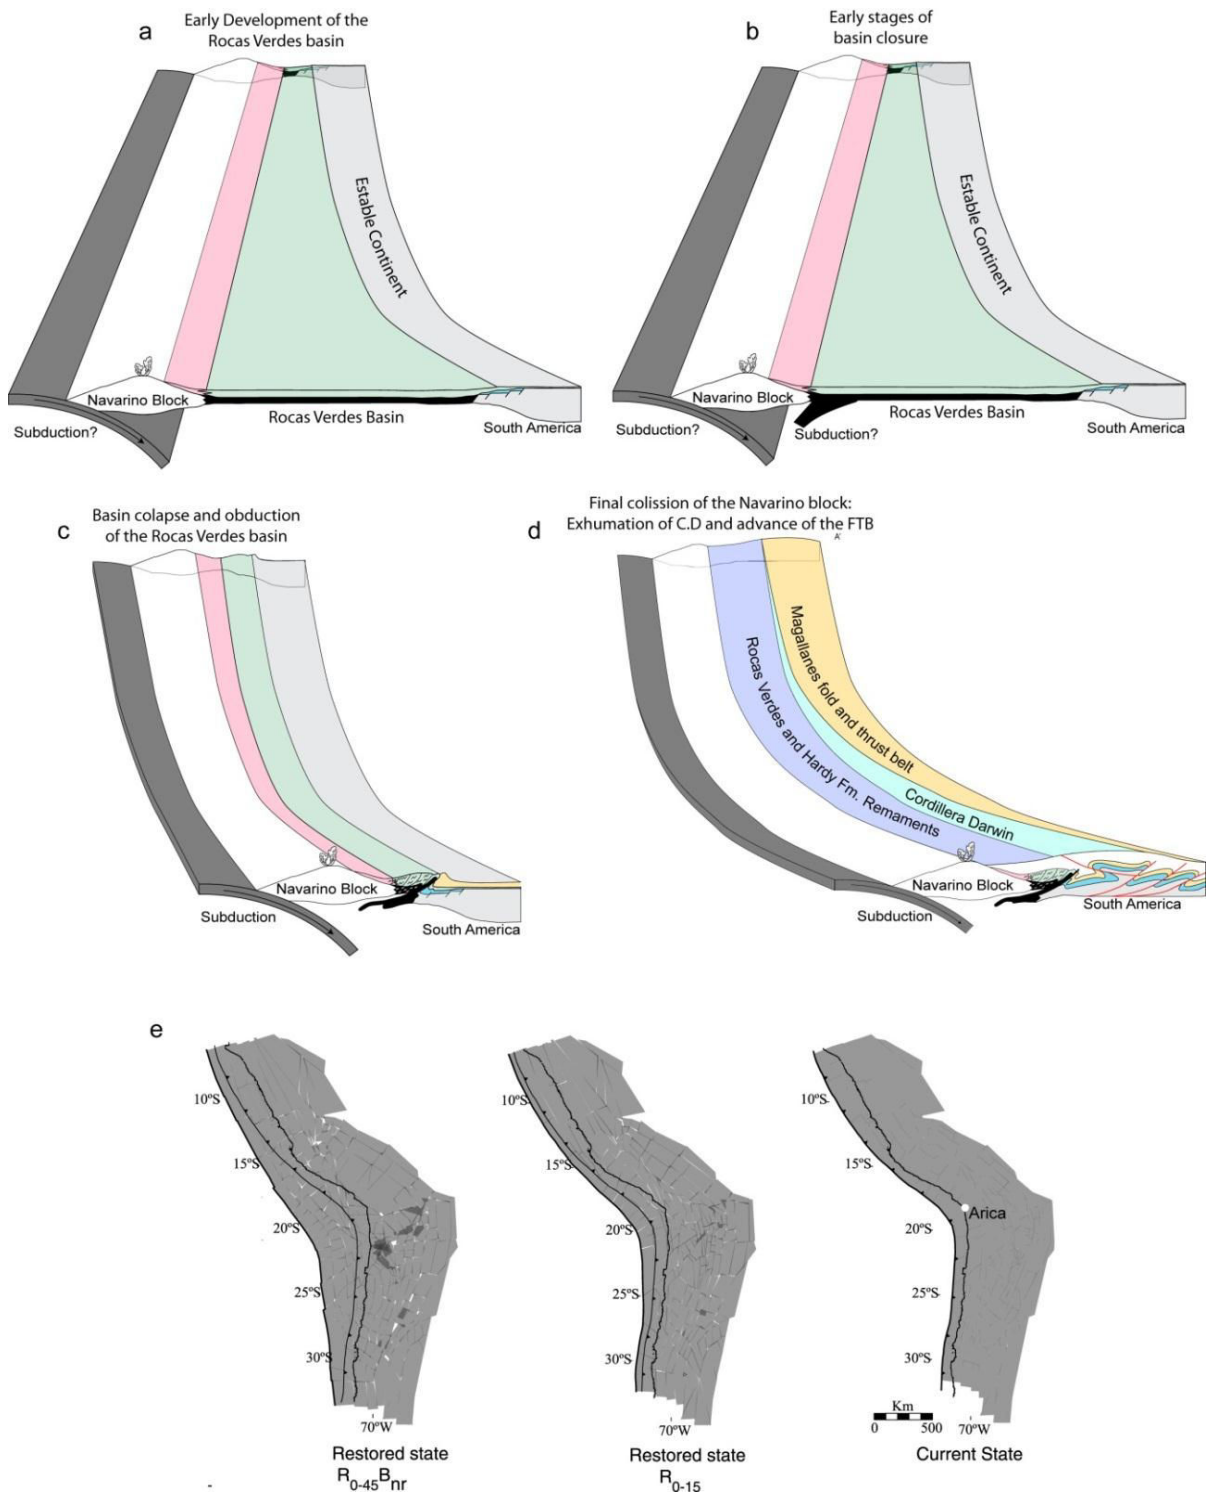 a
Early Development of the
Rocas Verdes basin
Estable Continent
Navarino Block
Rocas Verdes Basin
South America
Subduction?
b
Early stages of
basin closure
Estable Continent
Navarino Block
Rocas Verdes Basin
South America
Subduction?
Subduction?
c
Basin colapse and obduction
of the Rocas Verdes basin
Navarino Block
Subduction
South America
d
Final colission of the Navarino block:
Exhumation of C.D and advance of the FTB
A'
Magallanes fold and thrust belt
Rocas Verdes and Hardy Fm. Remaments
Cordillera Darwin
Navarino Block
Subduction
South America
e
10ºS
15ºS
20ºS
25ºS
30ºS
70ºW
Restored state
R0-45Bnr
10ºS
15ºS
20ºS
25ºS
30ºS
70ºW
Restored state
R0-15
10ºS
15ºS
Arica
20ºS
25ºS
30ºS
Km
0 500
70ºW
Current State